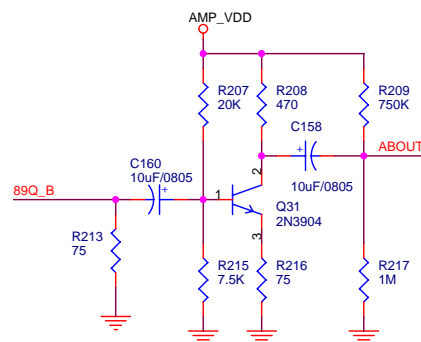 AMP_VDD
R207
20K
R208
470
R209
750K
C158
+
10uF/0805
ABOUT
C160
10uF/0805
+
89Q_B
1
2
3
Q31
2N3904
R213
75
R215
7.5K
R216
75
R217
1M